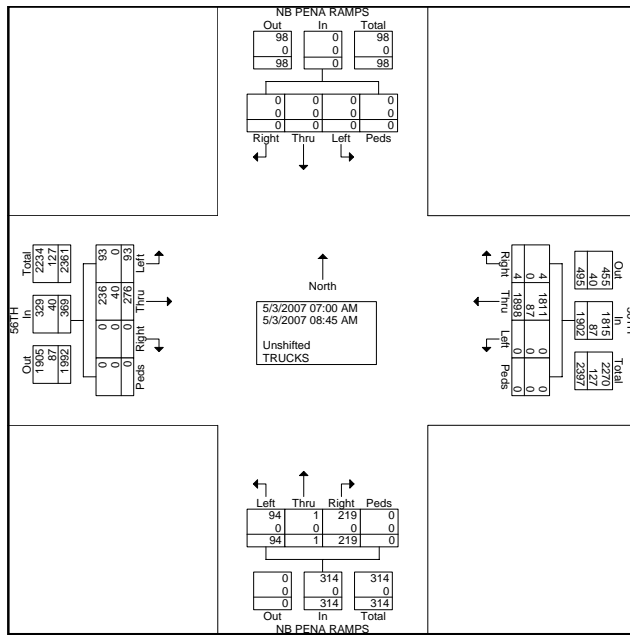 NB PENA RAMPS
Out In Total
98 0 98
0 0 0
98 0 98
0 0 0 0
0 0 0 0
0 0 0 0
Right Thru Left Peds
56TH
Total In Out
2234 329 1905
127 40 87
2361 369 1992
Left Thru Right Peds
93 236 0 0
0 40 0 0
93 276 0 0
North
5/3/2007 07:00 AM
5/3/2007 08:45 AM
Unshifted
TRUCKS
Out In Total
455 1815 2270
40 87 127
495 1902 2397
Right Thru Left Peds
4 1811 0 0
0 87 0 0
4 1898 0 0
Left Thru Right Peds
94 1 219 0
0 0 0 0
94 1 219 0
0 314 314
0 0 0
0 314 314
Out In Total
NB PENA RAMPS